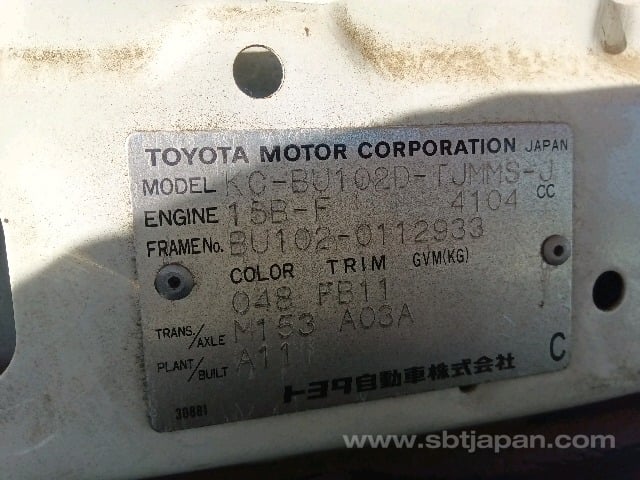 TOYOTA MOTOR CORPORATION JAPAN
MODEL KC-BU102D-TJMMS-J
ENGINE 15B-F 4104 CC
FRAME No. BU102-0112933
COLOR TRIM GVM(KG)
048 FB11
TRANS./AXLE M153 A03A
PLANT/BUILT A11
トヨタ自動車株式会社 C
30881
www.sbtjapan.com